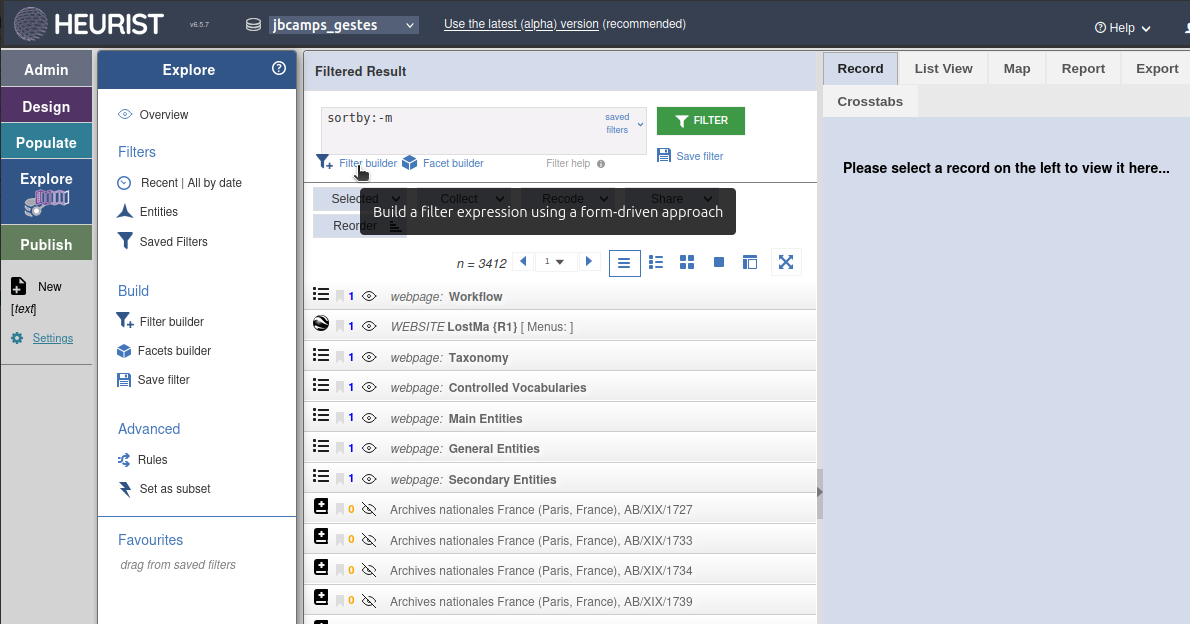 HEURIST
v6.5.7
jbcamps_gestes
Use the latest (alpha) version (recommended)
Help
Admin
Design
Populate
Explore
Publish
New
[text]
Settings
Explore
Overview
Filters
Recent | All by date
Entities
Saved Filters
Build
Filter builder
Facets builder
Save filter
Advanced
Rules
Set as subset
Favourites
drag from saved filters
Filtered Result
sortby:-m
saved
filters
FILTER
Filter builder
Facet builder
Filter help
Save filter
Selected
Collect
Recode
Share
Build a filter expression using a form-driven approach
Reorder
n = 3412
1
1 webpage: Workflow
1 WEBSITE LostMa {R1} [ Menus: ]
1 webpage: Taxonomy
1 webpage: Controlled Vocabularies
1 webpage: Main Entities
1 webpage: General Entities
1 webpage: Secondary Entities
0 Archives nationales France (Paris, France), AB/XIX/1727
0 Archives nationales France (Paris, France), AB/XIX/1733
0 Archives nationales France (Paris, France), AB/XIX/1734
0 Archives nationales France (Paris, France), AB/XIX/1739
Record
List View
Map
Report
Export
Crosstabs
Please select a record on the left to view it here...